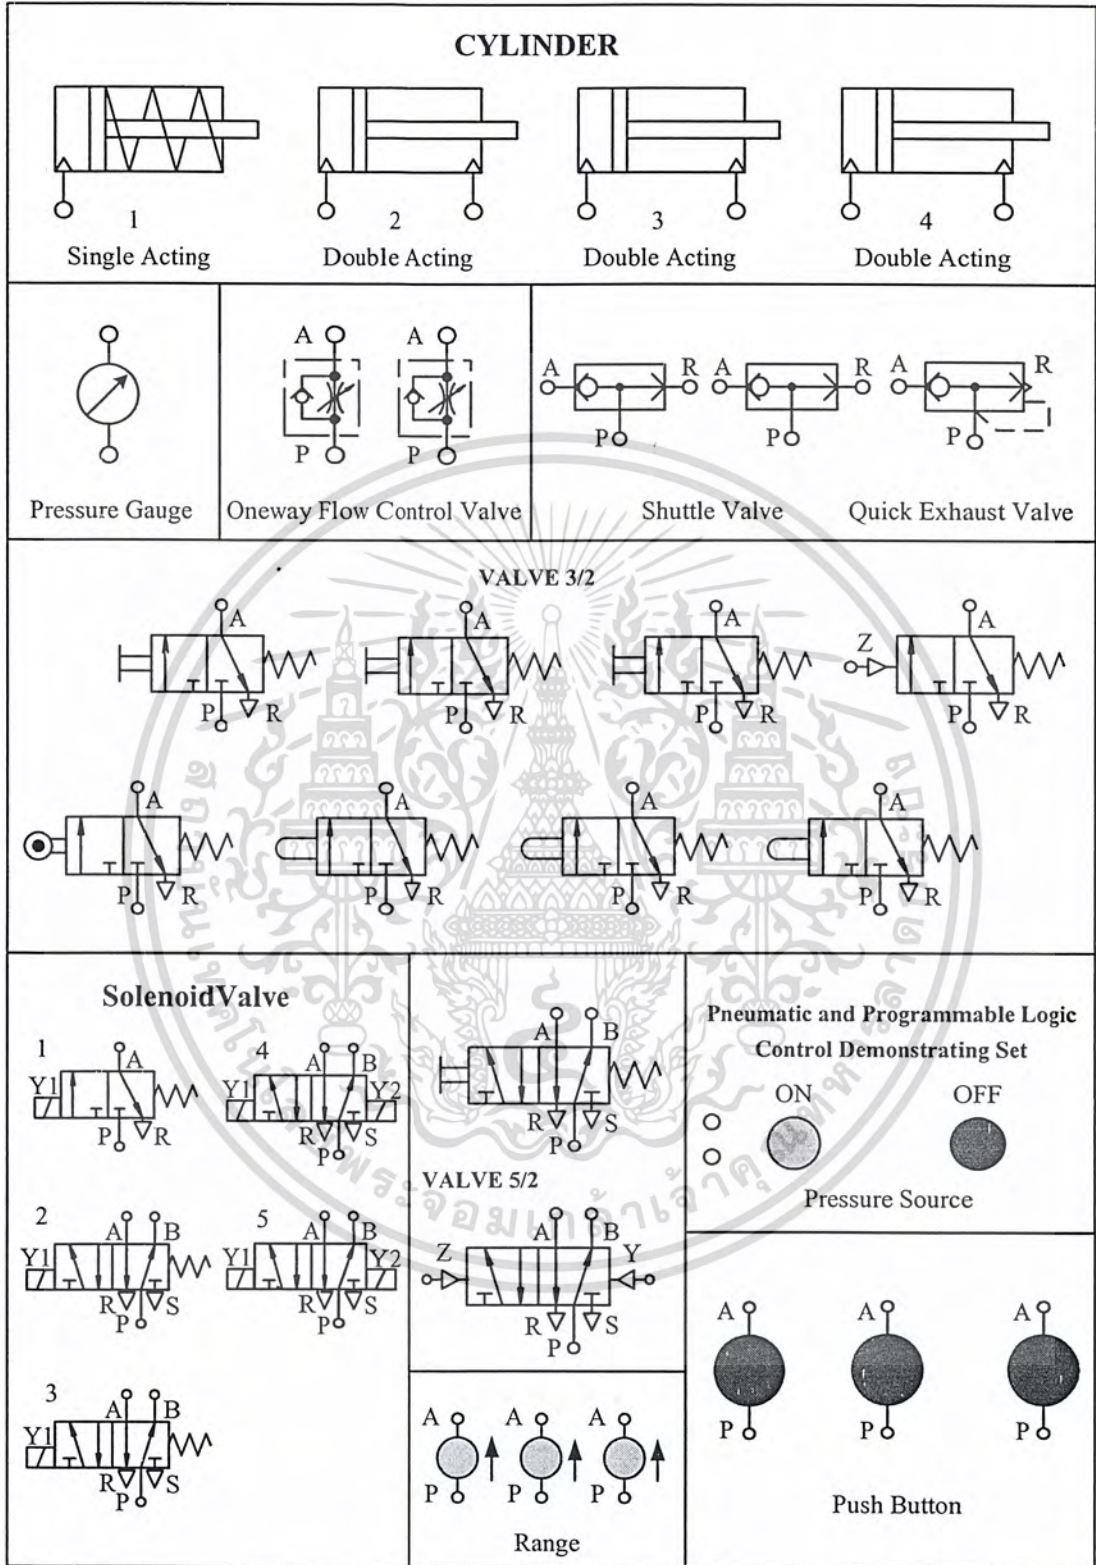 CYLINDER
1 2 3 4
Single Acting Double Acting Double Acting Double Acting
A A A R A R A R
P P P P P
Pressure Gauge Oneway Flow Control Valve Shuttle Valve Quick Exhaust Valve
VALVE 3/2
A A A Z A
P R P R P R P R
A A A A
P R P R P R P R
SolenoidValve
1 Y1 A P R
4 Y1 A B Y2 R P S
2 Y1 A B R P S
5 Y1 A B Y2 R P S
3 Y1 A B R P S
A B
R P S
VALVE 5/2
Z A B Y
R P S
A A A
P P P
Range
Pneumatic and Programmable Logic
Control Demonstrating Set
ON OFF
Pressure Source
A A A
P P P
Push Button